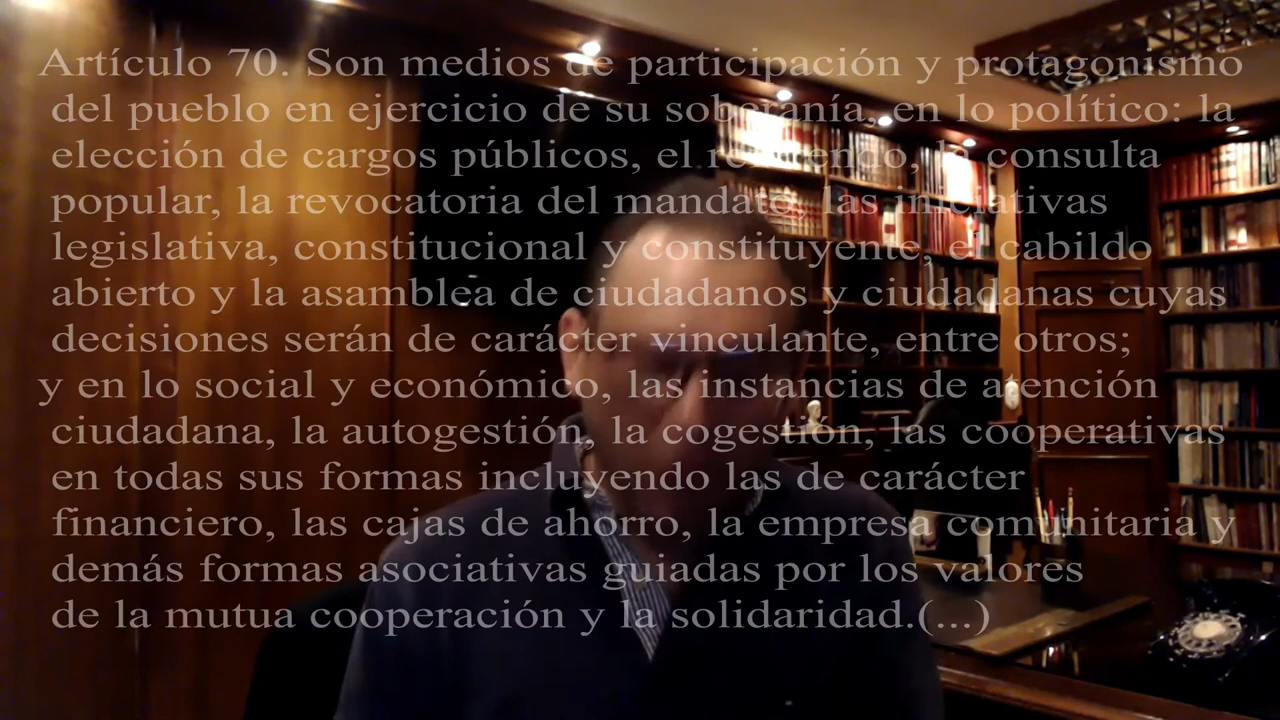 Artículo 70. Son medios de participación y protagonismo
del pueblo en ejercicio de su soberanía, en lo político: la
elección de cargos públicos, el referendo, la consulta
popular, la revocatoria del mandato, las iniciativas
legislativa, constitucional y constituyente, el cabildo
abierto y la asamblea de ciudadanos y ciudadanas cuyas
decisiones serán de carácter vinculante, entre otros;
y en lo social y económico, las instancias de atención
ciudadana, la autogestión, la cogestión, las cooperativas
en todas sus formas incluyendo las de carácter
financiero, las cajas de ahorro, la empresa comunitaria y
demás formas asociativas guiadas por los valores
de la mutua cooperación y la solidaridad.(...)